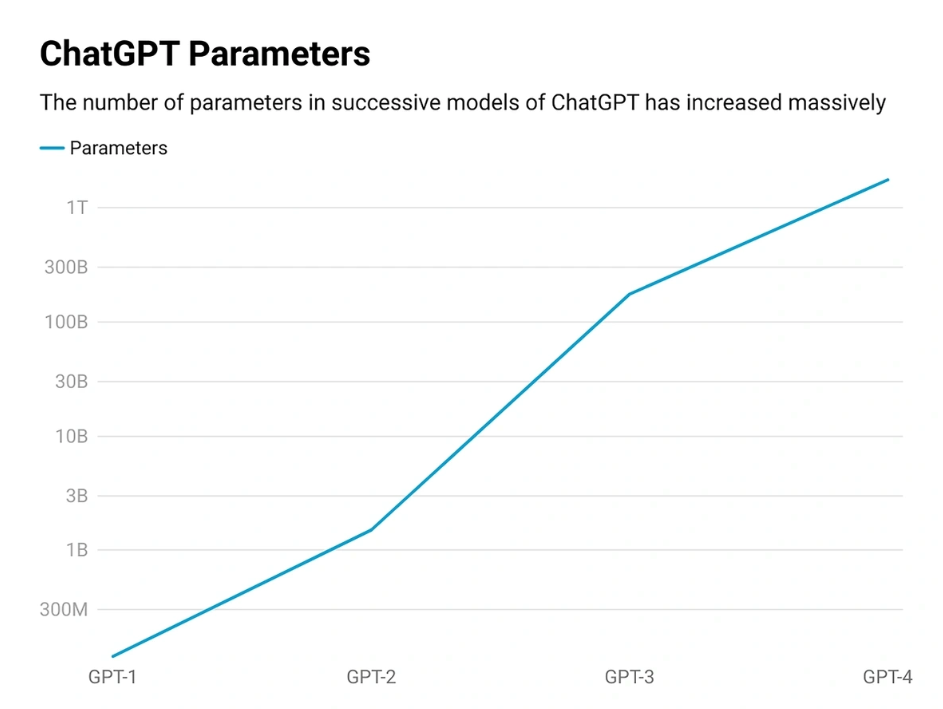 ChatGPT Parameters
The number of parameters in successive models of ChatGPT has increased massively
Parameters
1T
300B
100B
30B
10B
3B
1B
300M
GPT-1 GPT-2 GPT-3 GPT-4